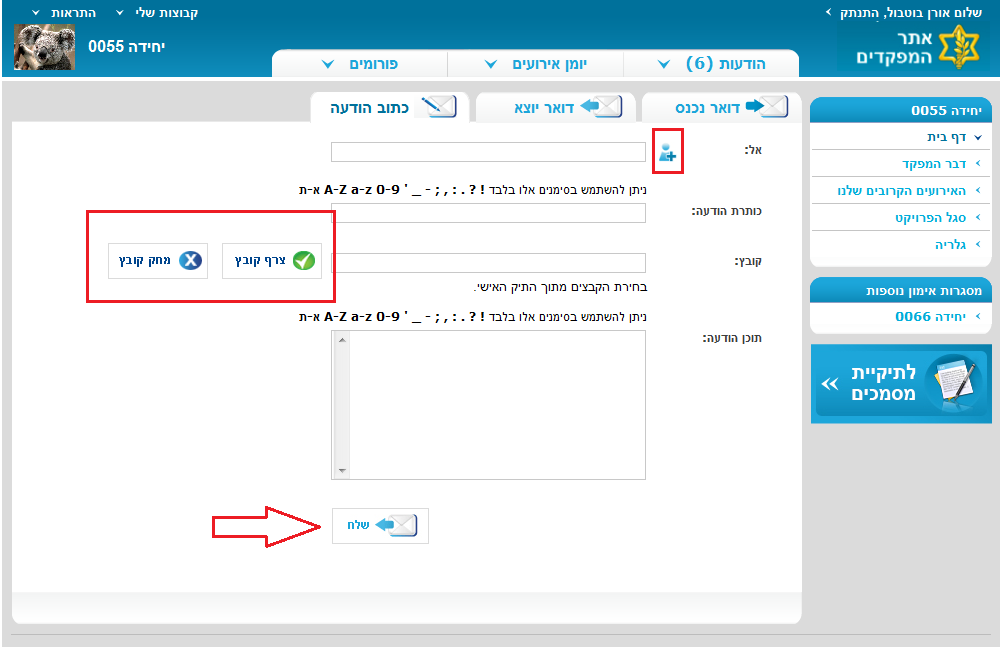 שלום אורן בוטבול, התנתק
קבוצות שלי
התראות
אתר
המפקדים
יחידה 0055
הודעות (6)
יומן אירועים
פורומים
דואר נכנס
דואר יוצא
כתוב הודעה
יחידה 0055
דף בית
דבר המפקד
האירועים הקרובים שלנו
סגל הפרויקט
גלריה
מסגרות אימון נוספות
יחידה 0066
לתיקיית
מסמכים
אל:
ניתן להשתמש בסימנים אלו בלבד ! ? . : , ; - _ ' A-Z a-z 0-9 א-ת
כותרת הודעה:
קובץ:
צרף קובץ
מחק קובץ
בחירת הקבצים מתוך התיק האישי.
ניתן להשתמש בסימנים אלו בלבד ! ? . : , ; - _ ' A-Z a-z 0-9 א-ת
תוכן הודעה:
שלח